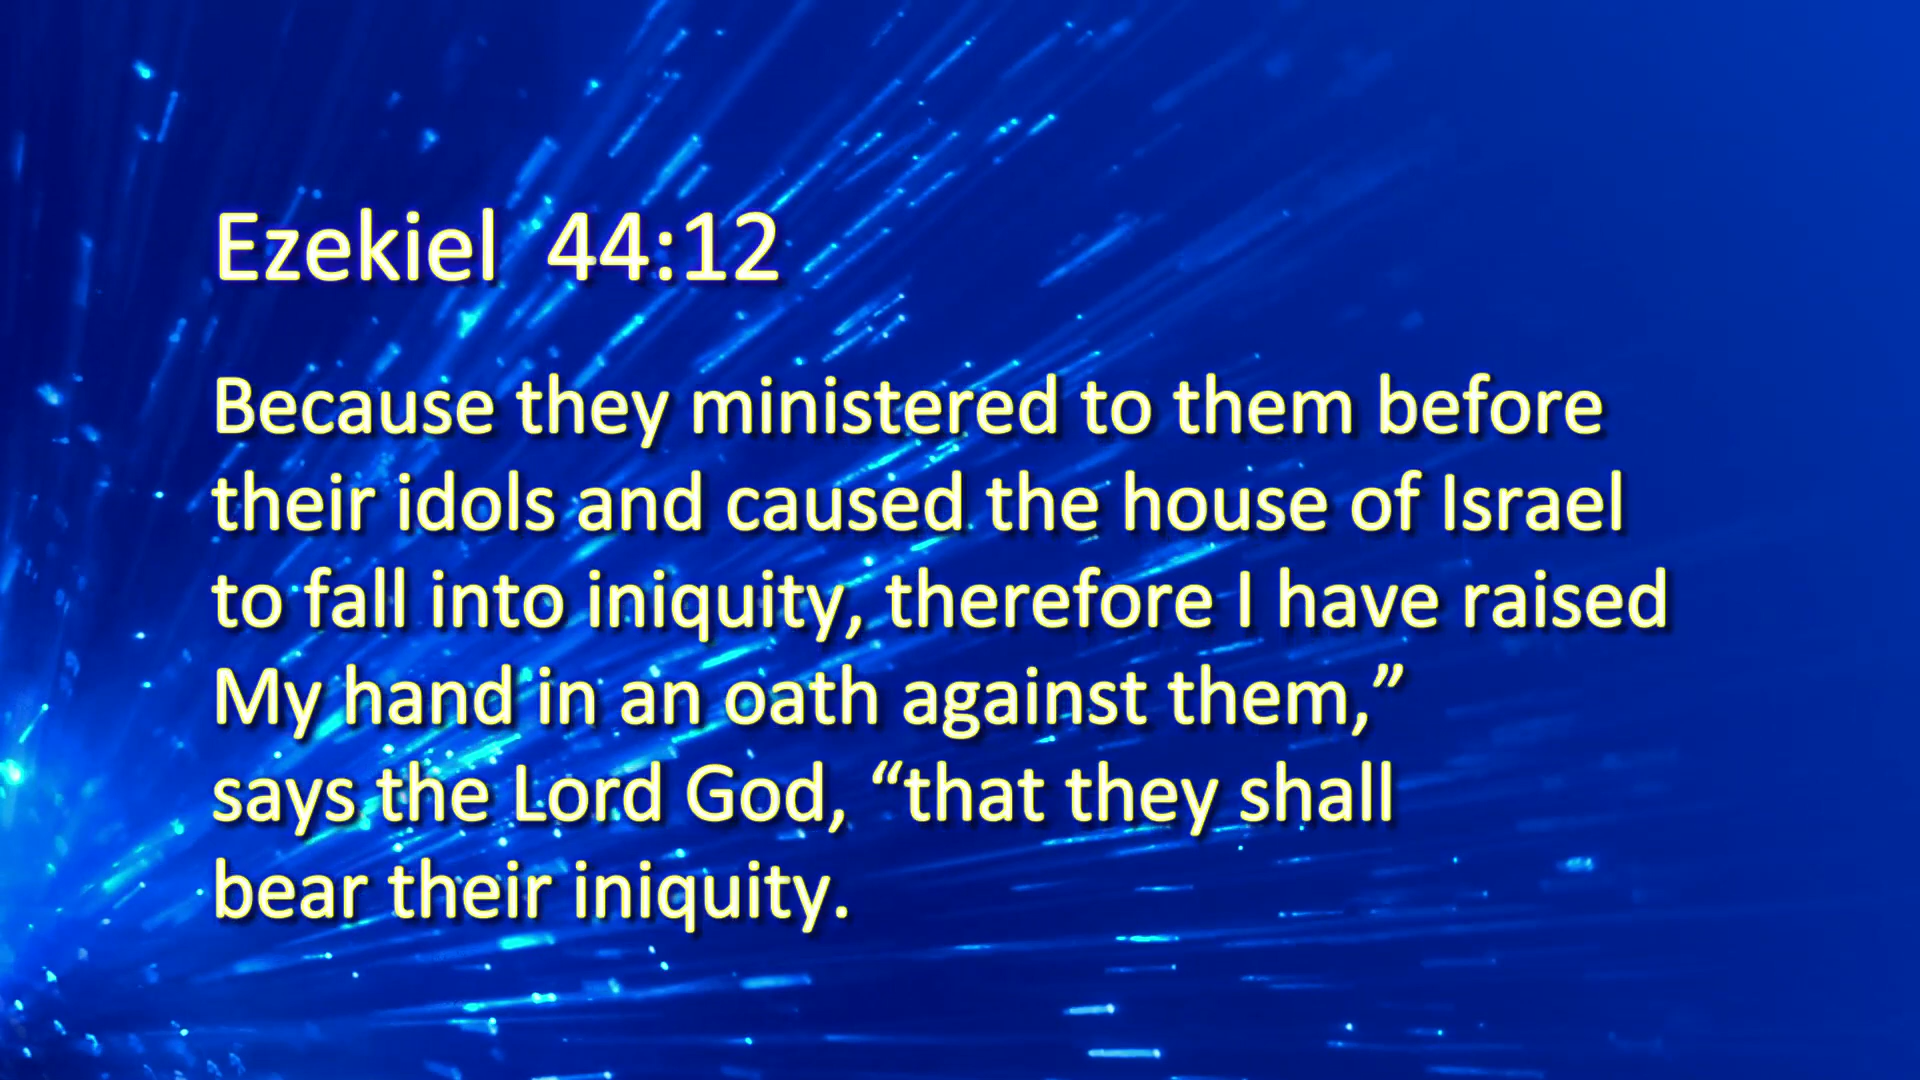 Ezekiel 44:12
Because they ministered to them before
their idols and caused the house of Israel
to fall into iniquity, therefore I have raised
My hand in an oath against them,”
says the Lord God, “that they shall
bear their iniquity.